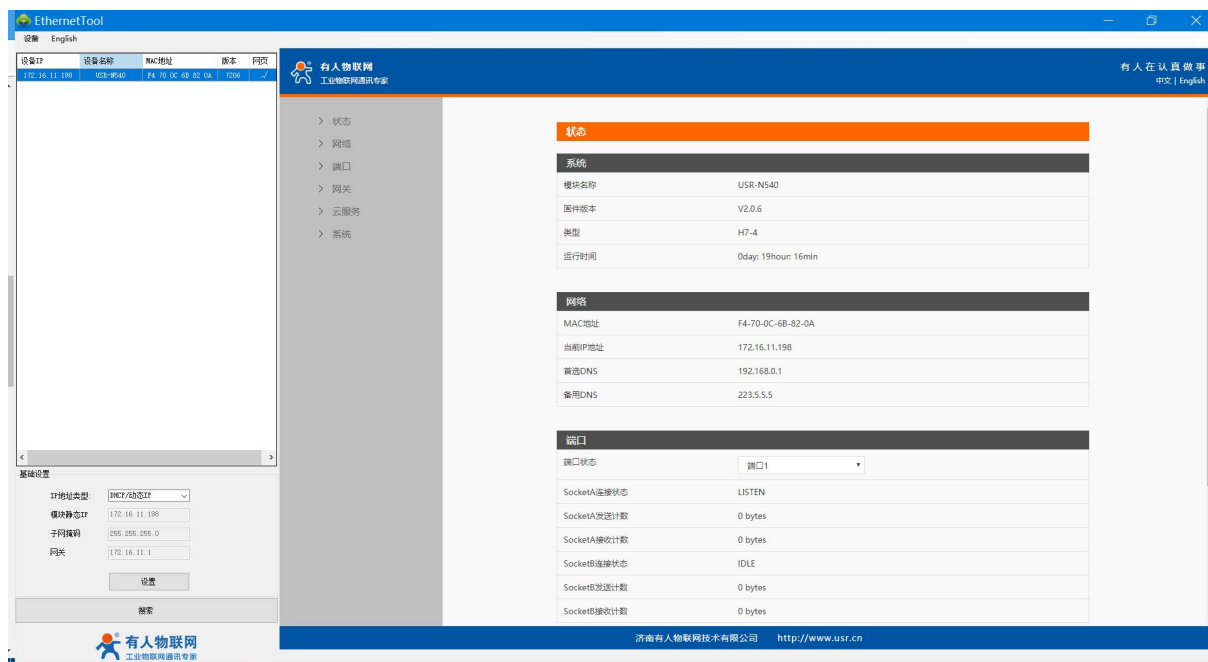 EthernetTool
设备 English
设备IP 设备名称 MAC地址 版本 网页
172.16.11.198 USR-N540 F4 70 0C 6B 82 0A 7206 √
基础设置
IP地址类型: DHCP/动态IP
模块静态IP 172.16.11.198
子网掩码 255.255.255.0
网关 172.16.11.1
设置
搜索
有人物联网
工业物联网通讯专家
有人物联网
工业物联网通讯专家
有人在认真做事
中文 | English
> 状态
> 网络
> 端口
> 网关
> 云服务
> 系统
状态
系统
模块名称 USR-N540
固件版本 V2.0.6
类型 H7-4
运行时间 0day: 19hour: 16min
网络
MAC地址 F4-70-0C-6B-82-0A
当前IP地址 172.16.11.198
首选DNS 192.168.0.1
备用DNS 223.5.5.5
端口
端口状态 端口1
SocketA连接状态 LISTEN
SocketA发送计数 0 bytes
SocketA接收计数 0 bytes
SocketB连接状态 IDLE
SocketB发送计数 0 bytes
SocketB接收计数 0 bytes
济南有人物联网技术有限公司 http://www.usr.cn